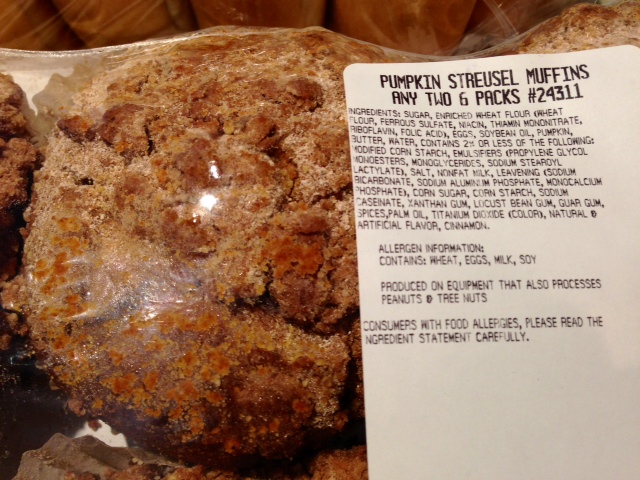 PUMPKIN STREUSEL MUFFINS
ANY TWO 6 PACKS #24311
INGREDIENTS: SUGAR, ENRICHED WHEAT FLOUR (WHEAT
FLOUR, FERROUS SULFATE, NIACIN, THIAMIN MONONITRATE,
RIBOFLAVIN, FOLIC ACID), EGGS, SOYBEAN OIL, PUMPKIN,
BUTTER, WATER, CONTAINS 2% OR LESS OF THE FOLLOWING:
MODIFIED CORN STARCH, EMULSIFIERS (PROPYLENE GLYCOL
MONOESTERS, MONOGLYCERIDES, SODIUM STEAROYL
LACTYLATE), SALT, NONFAT MILK, LEAVENING (SODIUM
BICARBONATE, SODIUM ALUMINUM PHOSPHATE, MONOCALCIUM
PHOSPHATE), CORN SUGAR, CORN STARCH, SODIUM
CASEINATE, XANTHAN GUM, LOCUST BEAN GUM, GUAR GUM,
SPICES,PALM OIL, TITANIUM DIOXIDE (COLOR), NATURAL &
ARTIFICIAL FLAVOR, CINNAMON.
ALLERGEN INFORMATION:
CONTAINS: WHEAT, EGGS, MILK, SOY
PRODUCED ON EQUIPMENT THAT ALSO PROCESSES
PEANUTS & TREE NUTS
CONSUMERS WITH FOOD ALLERGIES, PLEASE READ THE
INGREDIENT STATEMENT CAREFULLY.